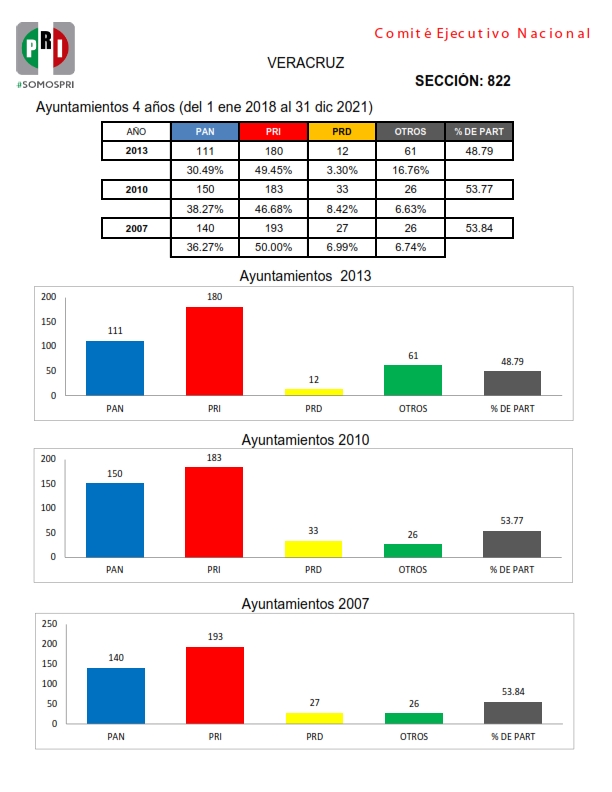 Comité Ejecutivo Nacional
PRI
#SOMOSPRI
VERACRUZ
SECCIÓN: 822
Ayuntamientos 4 años (del 1 ene 2018 al 31 dic 2021)
AÑO PAN PRI PRD OTROS % DE PART
2013 111 180 12 61 48.79
30.49% 49.45% 3.30% 16.76%
2010 150 183 33 26 53.77
38.27% 46.68% 8.42% 6.63%
2007 140 193 27 26 53.84
36.27% 50.00% 6.99% 6.74%
Ayuntamientos 2013
200
150
100
50
0
111 180 12 61 48.79
PAN PRI PRD OTROS % DE PART
Ayuntamientos 2010
200
150
100
50
0
150 183 33 26 53.77
PAN PRI PRD OTROS % DE PART
Ayuntamientos 2007
250
200
150
100
50
0
140 193 27 26 53.84
PAN PRI PRD OTROS % DE PART